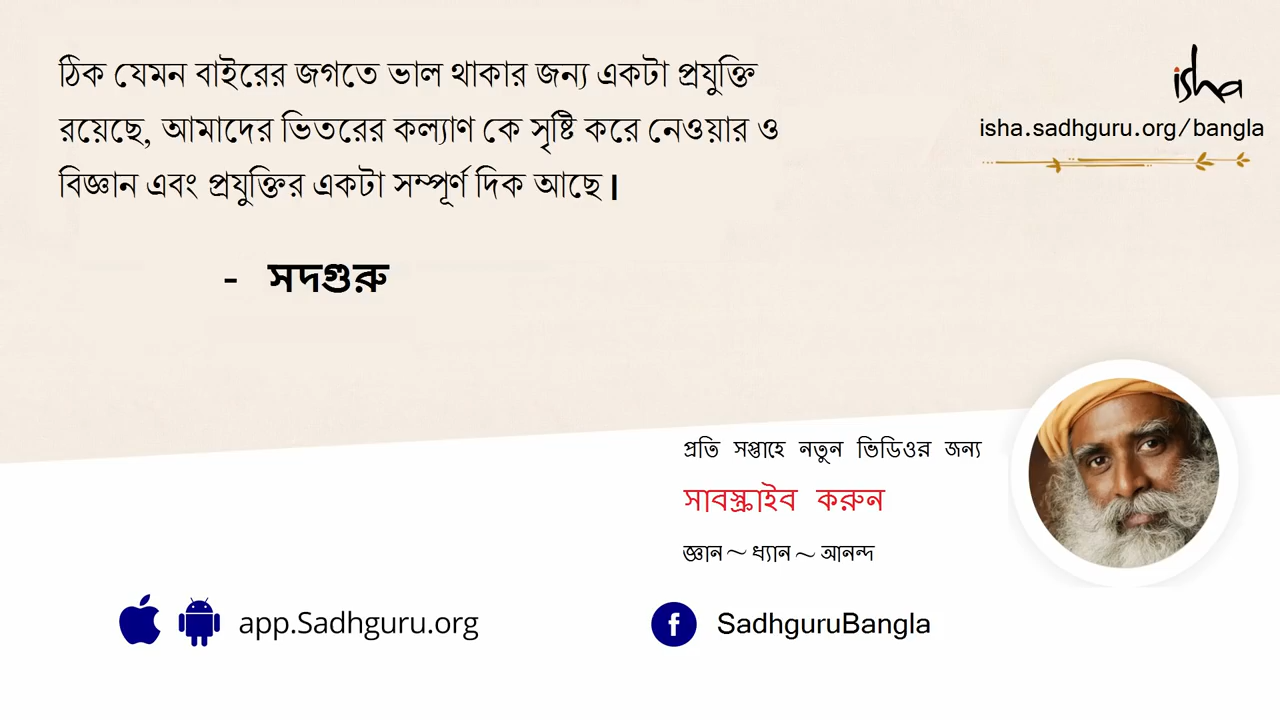 ঠিক যেমন বাইরের জগতে ভাল থাকার জন্য একটা প্রযুক্তি
রয়েছে, আমাদের ভিতরের কল্যাণ কে সৃষ্টি করে নেওয়ার ও
বিজ্ঞান এবং প্রযুক্তির একটা সম্পূর্ণ দিক আছে।
- সদগুরু
isha
isha.sadhguru.org/bangla
প্রতি সপ্তাহে নতুন ভিডিওর জন্য
সাবস্ক্রাইব করুন
জ্ঞান ~ ধ্যান ~ আনন্দ
app.Sadhguru.org
f SadhguruBangla